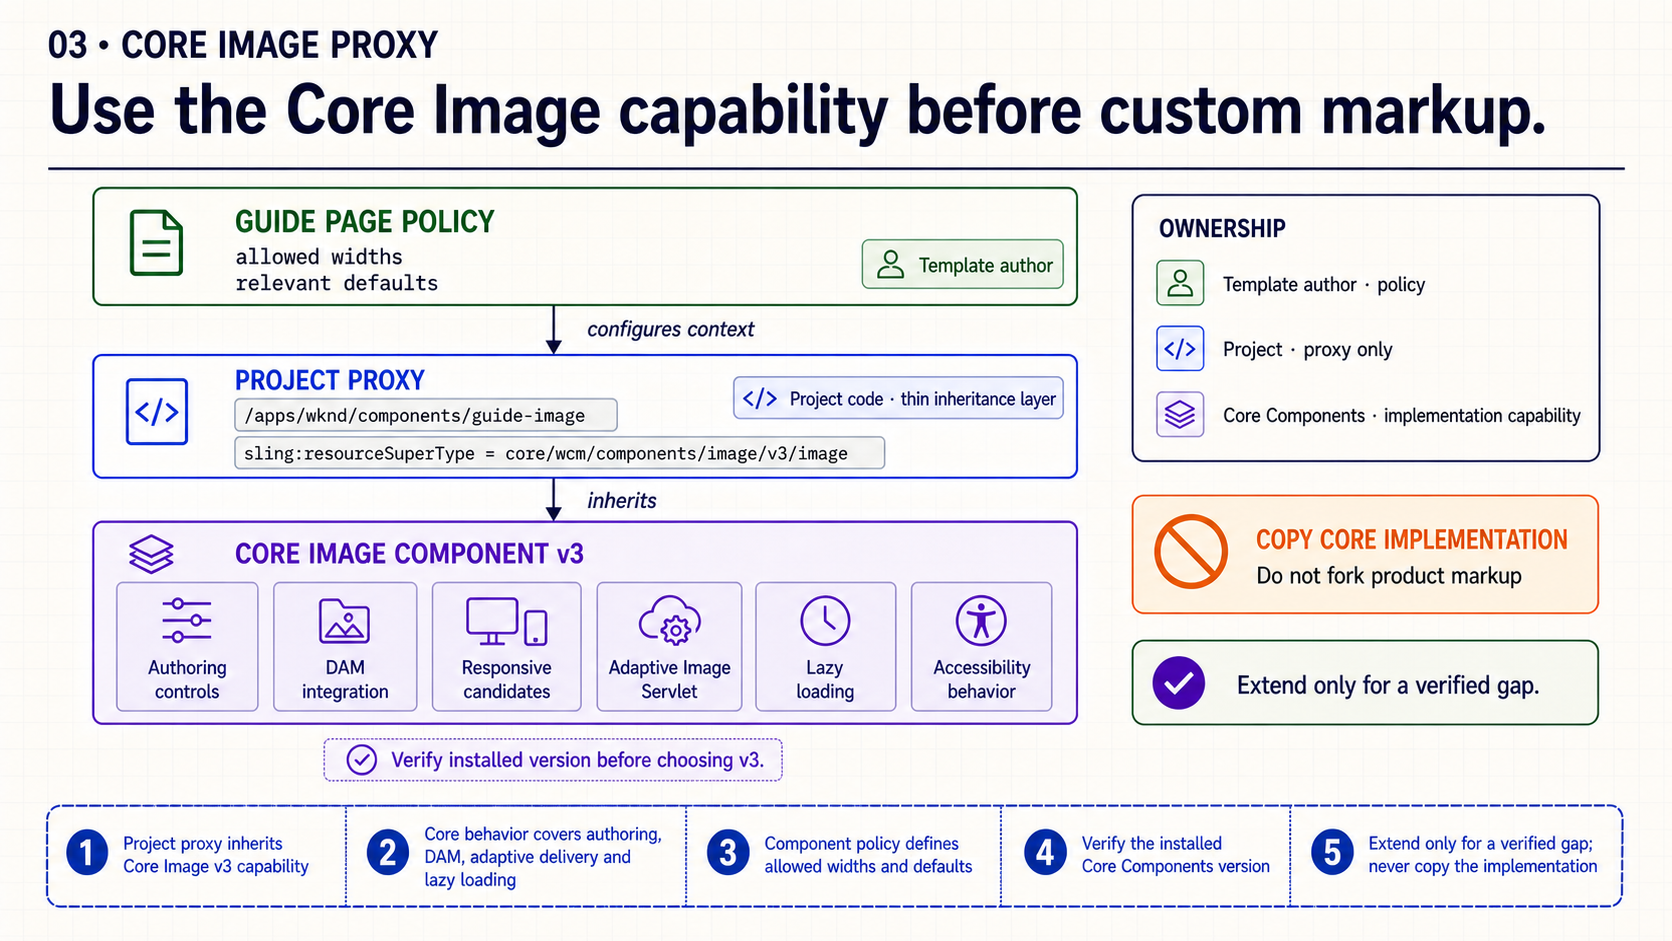 03 • CORE IMAGE PROXY
Use the Core Image capability before custom markup.
GUIDE PAGE POLICY
allowed widths
relevant defaults
Template author
configures context
PROJECT PROXY
/apps/wknd/components/guide-image
sling:resourceSuperType = core/wcm/components/image/v3/image
</> Project code · thin inheritance layer
inherits
CORE IMAGE COMPONENT v3
Authoring
controls
DAM
integration
Responsive
candidates
Adaptive Image
Servlet
Lazy
loading
Accessibility
behavior
Verify installed version before choosing v3.
OWNERSHIP
Template author · policy
</> Project · proxy only
Core Components · implementation capability
COPY CORE IMPLEMENTATION
Do not fork product markup
Extend only for a verified gap.
1 Project proxy inherits
Core Image v3 capability
2 Core behavior covers authoring,
DAM, adaptive delivery and
lazy loading
3 Component policy defines
allowed widths and defaults
4 Verify the installed
Core Components version
5 Extend only for a verified gap;
never copy the implementation